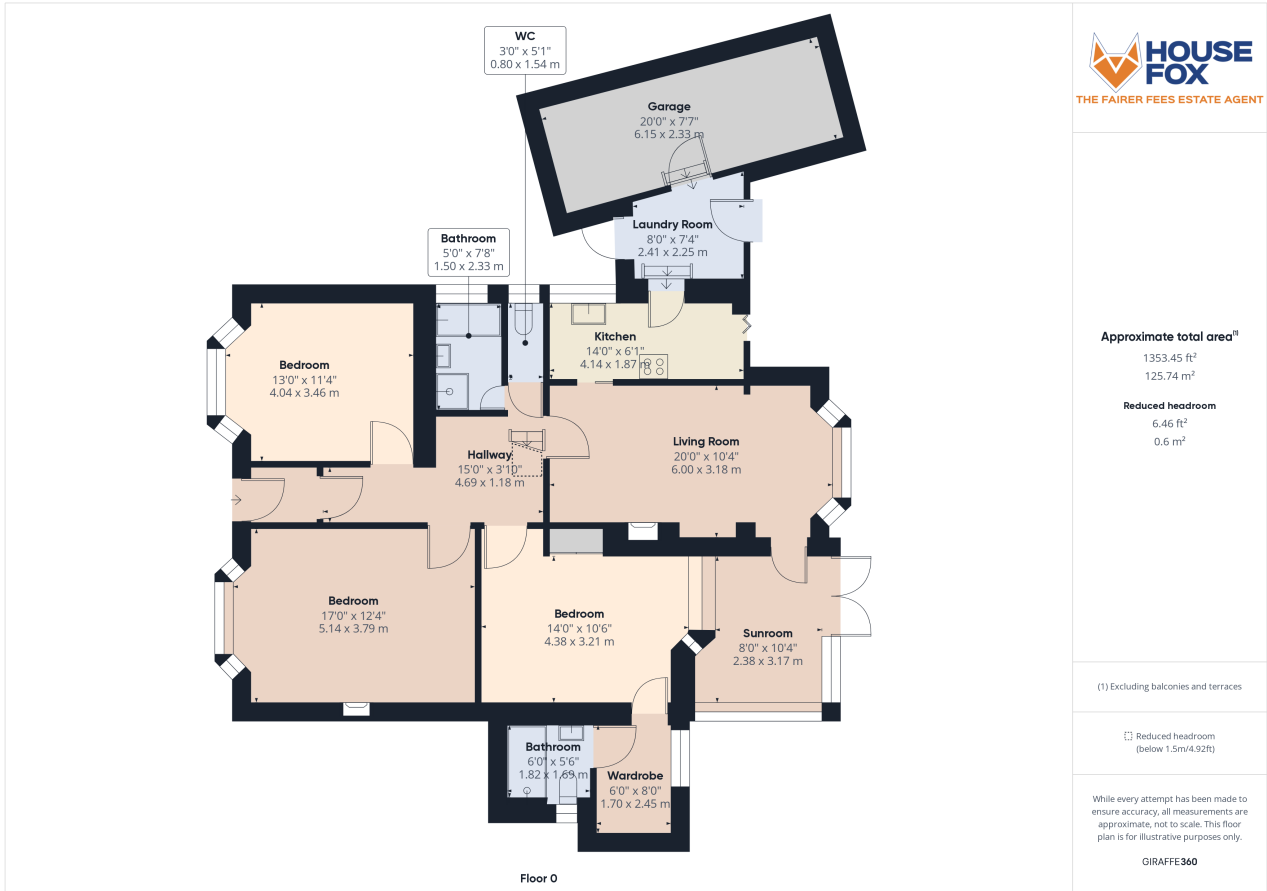 WC
3'0" x 5'1"
0.80 x 1.54 m
Garage
20'0" x 7'7"
6.15 x 2.33 m
Laundry Room
8'0" x 7'4"
2.41 x 2.25 m
Bathroom
5'0" x 7'8"
1.50 x 2.33 m
Kitchen
14'0" x 6'1"
4.14 x 1.87 m
Bedroom
13'0" x 11'4"
4.04 x 3.46 m
Living Room
20'0" x 10'4"
6.00 x 3.18 m
Hallway
15'0" x 3'10"
4.69 x 1.18 m
Bedroom
17'0" x 12'4"
5.14 x 3.79 m
Bedroom
14'0" x 10'6"
4.38 x 3.21 m
Sunroom
8'0" x 10'4"
2.38 x 3.17 m
Bathroom
6'0" x 5'6"
1.82 x 1.69 m
Wardrobe
6'0" x 8'0"
1.70 x 2.45 m
Floor 0
HOUSE
FOX
THE FAIRER FEES ESTATE AGENT
Approximate total area(1)
1353.45 ft²
125.74 m²
Reduced headroom
6.46 ft²
0.6 m²
(1) Excluding balconies and terraces
Reduced headroom
(below 1.5m/4.92ft)
While every attempt has been made to
ensure accuracy, all measurements are
approximate, not to scale. This floor
plan is for illustrative purposes only.
GIRAFFE360